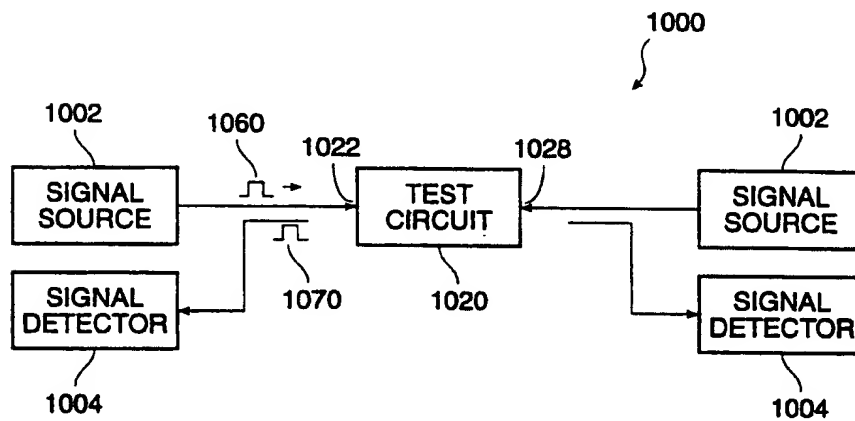 1000
1002
1060
1022
1028
1002
SIGNAL
SOURCE
TEST
CIRCUIT
SIGNAL
SOURCE
1070
1020
SIGNAL
DETECTOR
SIGNAL
DETECTOR
1004
1004